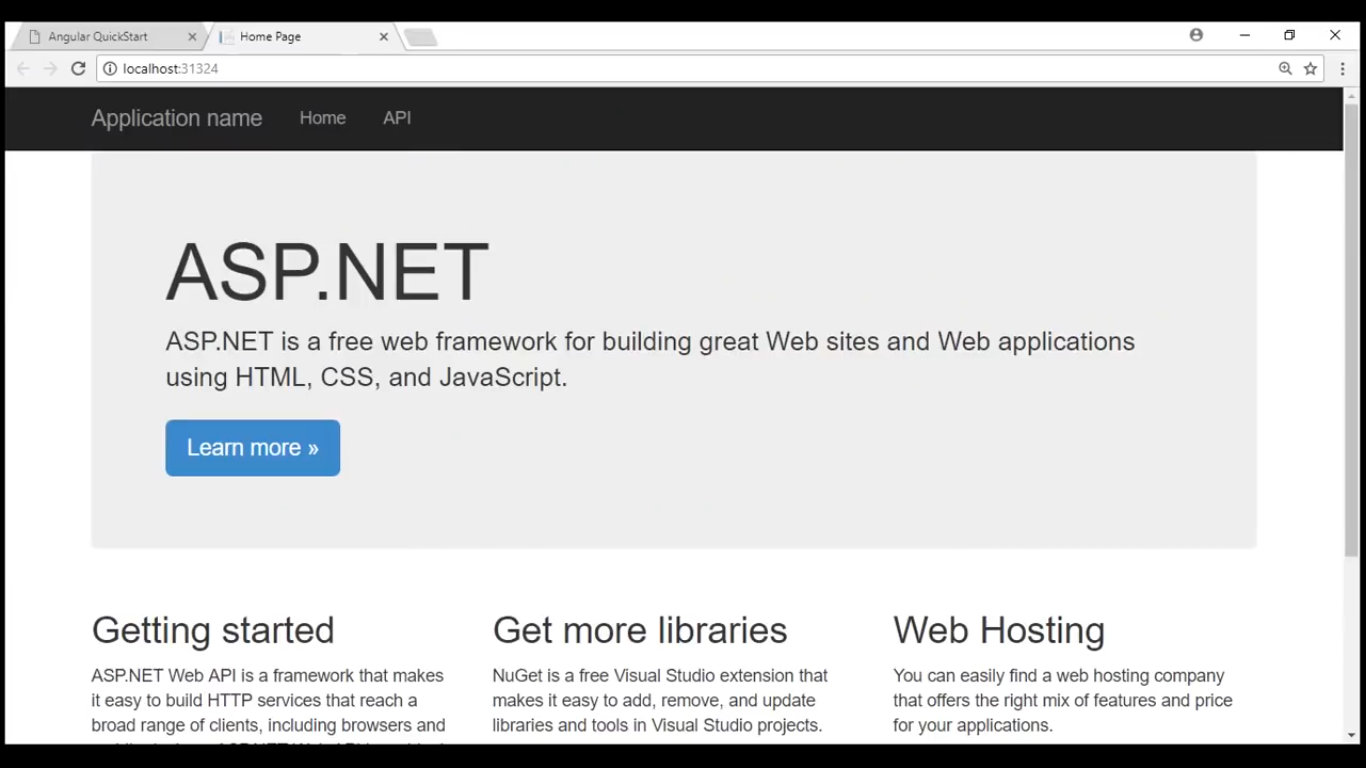 Angular QuickStart
Home Page
localhost:31324
Application name Home API
ASP.NET
ASP.NET is a free web framework for building great Web sites and Web applications
using HTML, CSS, and JavaScript.
Learn more »
Getting started
ASP.NET Web API is a framework that makes
it easy to build HTTP services that reach a
broad range of clients, including browsers and
Get more libraries
NuGet is a free Visual Studio extension that
makes it easy to add, remove, and update
libraries and tools in Visual Studio projects.
Web Hosting
You can easily find a web hosting company
that offers the right mix of features and price
for your applications.